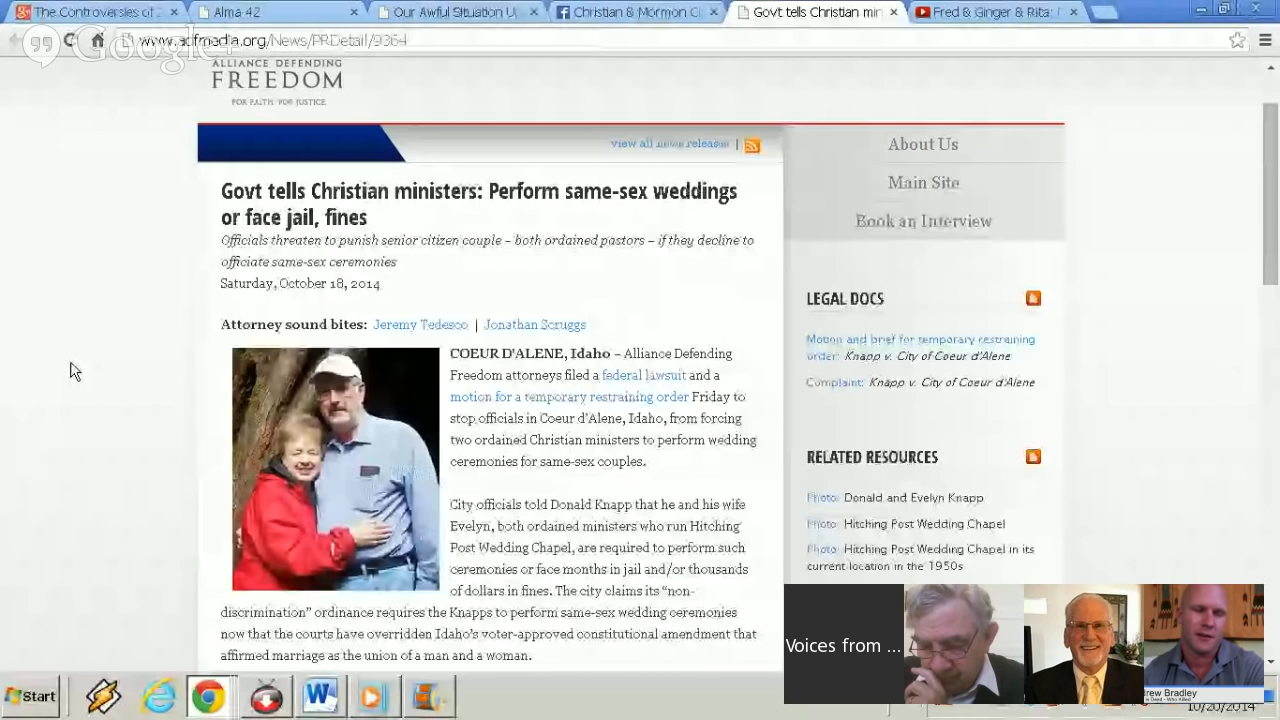 The Controversies of
Alma 42
Our Awful Situation U
Christian & Mormon Cl
Govt tells Christian mini
Fred & Ginger & Rita:
Google+
www.adfmedia.org/News/PRDetail/9364
ALLIANCE DEFENDING
FREEDOM
FOR FAITH. FOR JUSTICE
view all news releases |
About Us
Main Site
Book an Interview
Govt tells Christian ministers: Perform same-sex weddings
or face jail, fines
Officials threaten to punish senior citizen couple – both ordained pastors – if they decline to
officiate same-sex ceremonies
Saturday, October 18, 2014
Attorney sound bites: Jeremy Tedesco | Jonathan Scruggs
COEUR D'ALENE, Idaho – Alliance Defending
Freedom attorneys filed a federal lawsuit and a
motion for a temporary restraining order Friday to
stop officials in Coeur d'Alene, Idaho, from forcing
two ordained Christian ministers to perform wedding
ceremonies for same-sex couples.
City officials told Donald Knapp that he and his wife
Evelyn, both ordained ministers who run Hitching
Post Wedding Chapel, are required to perform such
ceremonies or face months in jail and/or thousands
of dollars in fines. The city claims its "non-
discrimination" ordinance requires the Knapps to perform same-sex wedding ceremonies
now that the courts have overridden Idaho's voter-approved constitutional amendment that
affirmed marriage as the union of a man and a woman.
LEGAL DOCS
Motion and brief for temporary restraining
order: Knapp v. City of Coeur d'Alene
Complaint: Knapp v. City of Coeur d'Alene
RELATED RESOURCES
Photo: Donald and Evelyn Knapp
Photo: Hitching Post Wedding Chapel
Photo: Hitching Post Wedding Chapel in its
current location in the 1950s
Voices from ...
drew Bradley
Start
10/20/2014